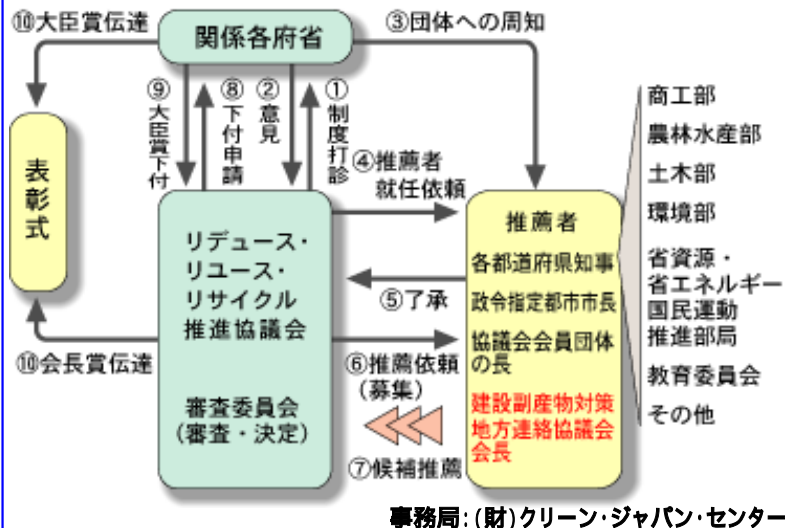 ⑩大臣賞伝達
関係各府省
③団体への周知
⑨大臣賞下付
⑧下付申請
②意見
①制度打診
④推薦者
就任依頼
表彰式
リデュース・
リユース・
リサイクル
推進協議会
審査委員会
(審査・決定)
⑤了承
⑥推薦依頼
(募集)
⑦候補推薦
⑩会長賞伝達
推薦者
各都道府県知事
政令指定都市市長
協議会会員団体
の長
建設副産物対策
地方連絡協議会
会長
商工部
農林水産部
土木部
環境部
省資源・
省エネルギー
国民運動
推進部局
教育委員会
その他
事務局:(財)クリーン・ジャパン・センター